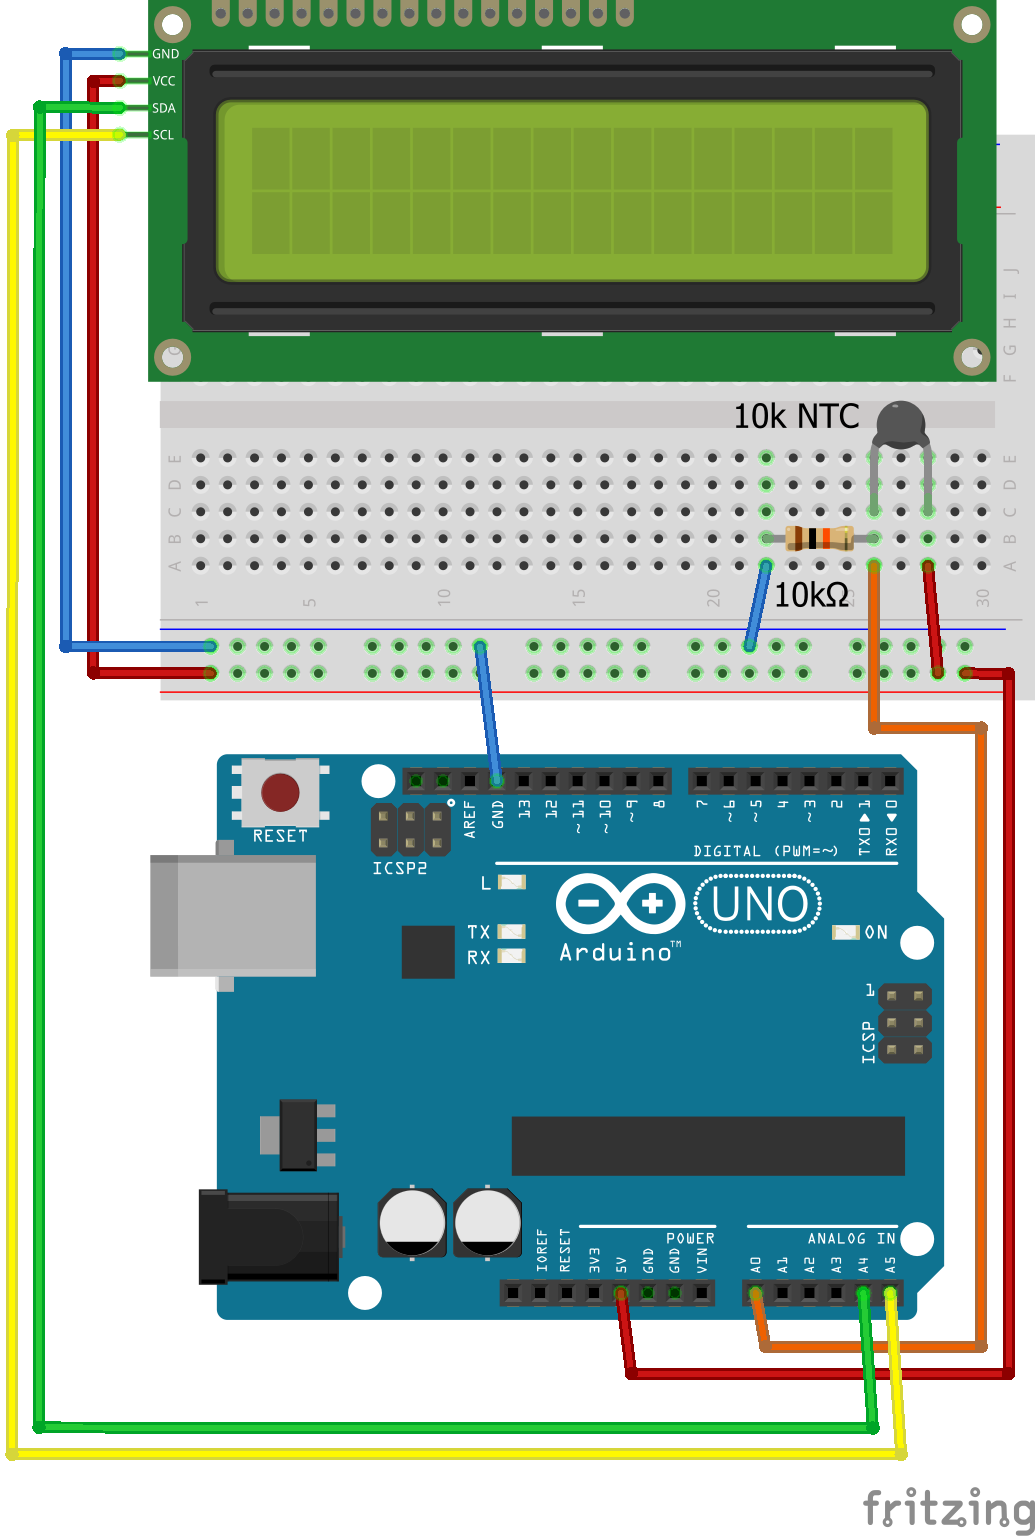 GND
VCC
SDA
SCL
J
I
H
G
F
G
10k NTC
E
E
D
D
C
C
B
B
A
A
10kΩ
1
5
10
15
20
30
RESET
ICSP2
AREF
GND
13
12
~11
~10
~9
8
7
~6
~5
4
~3
2
TX0▶1
RX0◀0
DIGITAL (PWM=~)
L
TX
RX
Arduino™
UNO
ON
1
ICSP
IOREF
RESET
3V3
5V
GND
GND
VIN
POWER
A0
A1
A2
A3
A4
A5
ANALOG IN
fritzing